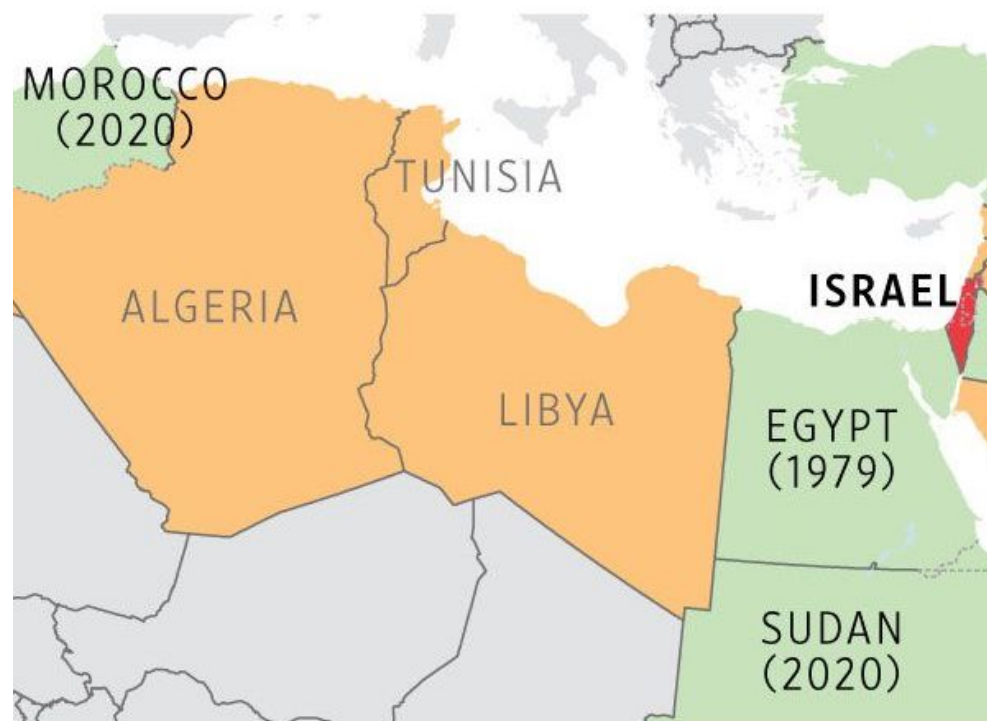 MOROCCO
(2020)
TUNISIA
ALGERIA
ISRAEL
LIBYA
EGYPT
(1979)
SUDAN
(2020)